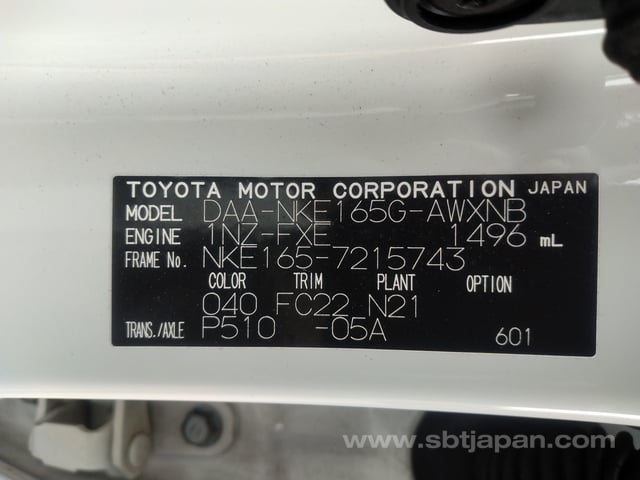 TOYOTA MOTOR CORPORATION JAPAN
MODEL DAA-NKE165G-AWXNB
ENGINE 1NZ-FXE 1496 mL
FRAME No. NKE165-7215743
COLOR TRIM PLANT OPTION
040 FC22 N21
TRANS./AXLE P510 -05A 601
www.sbtjapan.com